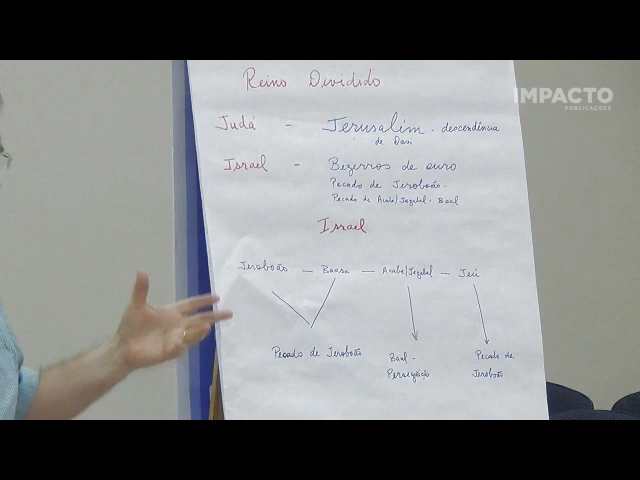 IMPACTO
PUBLICAÇÕES
Reino Dividido
Judá - Jerusalém - descendência
de Davi
Israel - Bezerros de ouro
Pecado de Jeroboão
Pecado de Acabe/Jezabel - Baal
Israel
Jeroboão - Baasa - Acabe/Jezabel - Jeú
Pecado de Jeroboão
Baal -
Perseguição
Pecado de
Jeroboão